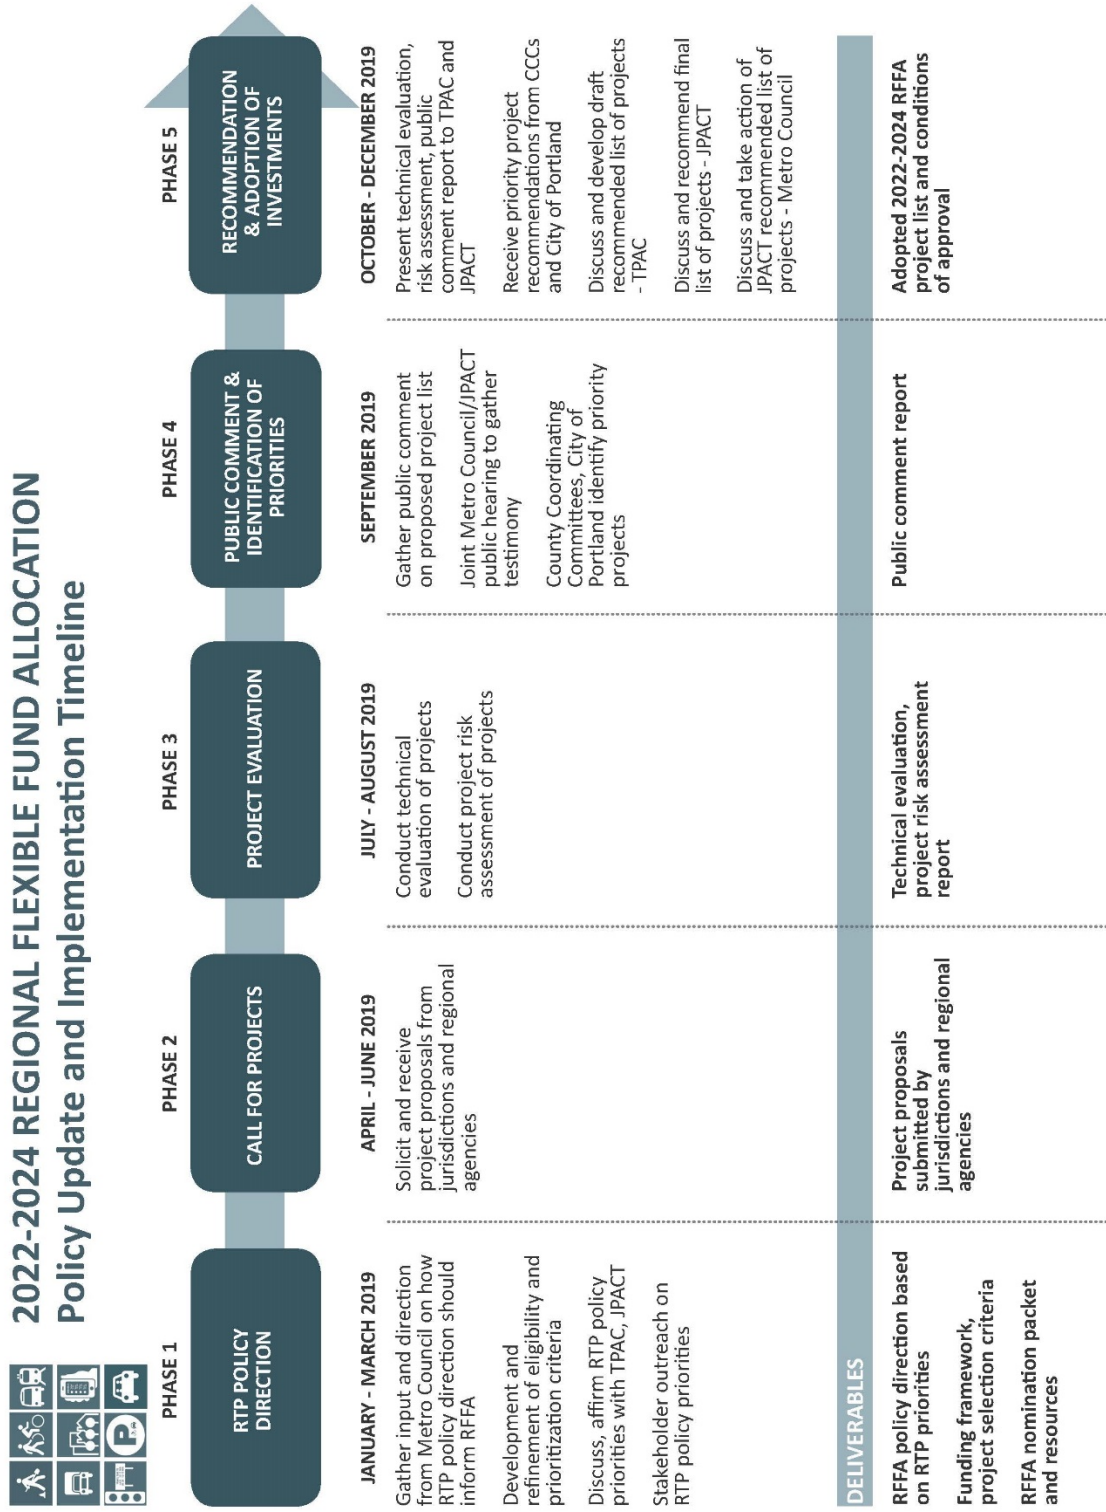 2022-2024 REGIONAL FLEXIBLE FUND ALLOCATION
Policy Update and Implementation Timeline
PHASE 1
RTP POLICY
DIRECTION
JANUARY - MARCH 2019
Gather input and direction
from Metro Council on how
RTP policy direction should
inform RFFA
Development and
refinement of eligibility and
prioritization criteria
Discuss, affirm RTP policy
priorities with TPAC, JPACT
Stakeholder outreach on
RTP policy priorities
PHASE 2
CALL FOR PROJECTS
APRIL - JUNE 2019
Solicit and receive
project proposals from
jurisdictions and regional
agencies
PHASE 3
PROJECT EVALUATION
JULY - AUGUST 2019
Conduct technical
evaluation of projects
Conduct project risk
assessment of projects
PHASE 4
PUBLIC COMMENT &
IDENTIFICATION OF
PRIORITIES
SEPTEMBER 2019
Gather public comment
on proposed project list
Joint Metro Council/JPACT
public hearing to gather
testimony
County Coordinating
Committees, City of
Portland identify priority
projects
PHASE 5
RECOMMENDATION
& ADOPTION OF
INVESTMENTS
OCTOBER - DECEMBER 2019
Present technical evaluation,
risk assessment, public
comment report to TPAC and
JPACT
Receive priority project
recommendations from CCCs
and City of Portland
Discuss and develop draft
recommended list of projects
- TPAC
Discuss and recommend final
list of projects - JPACT
Discuss and take action of
JPACT recommended list of
projects - Metro Council
DELIVERABLES
RFFA policy direction based
on RTP priorities
Funding framework,
project selection criteria
RFFA nomination packet
and resources
Project proposals
submitted by
jurisdictions and regional
agencies
Technical evaluation,
project risk assessment
report
Public comment report
Adopted 2022-2024 RFFA
project list and conditions
of approval
P